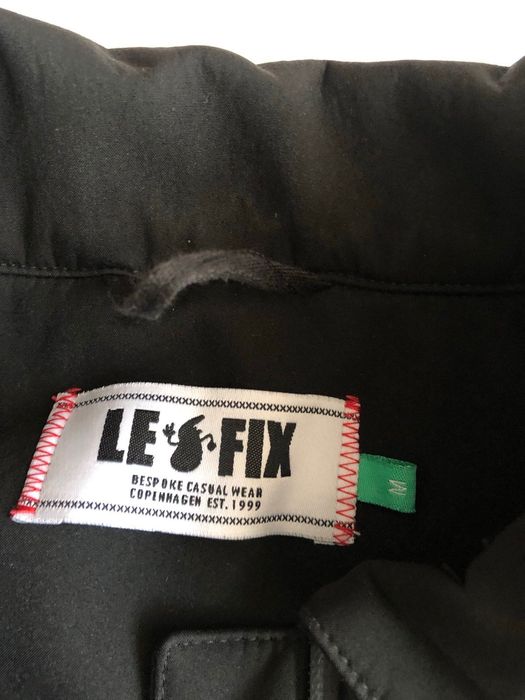 LE FIX
BESPOKE CASUAL WEAR
COPENHAGEN EST. 1999
M